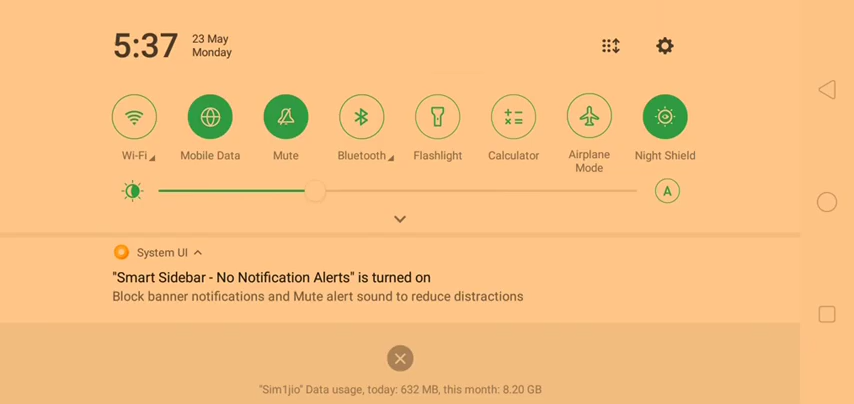 5:37
23 May
Monday
Wi-Fi
Mobile Data
Mute
Bluetooth
Flashlight
Calculator
Airplane
Mode
Night Shield
A
System UI
"Smart Sidebar - No Notification Alerts" is turned on
Block banner notifications and Mute alert sound to reduce distractions
"Sim1jio" Data usage, today: 632 MB, this month: 8.20 GB